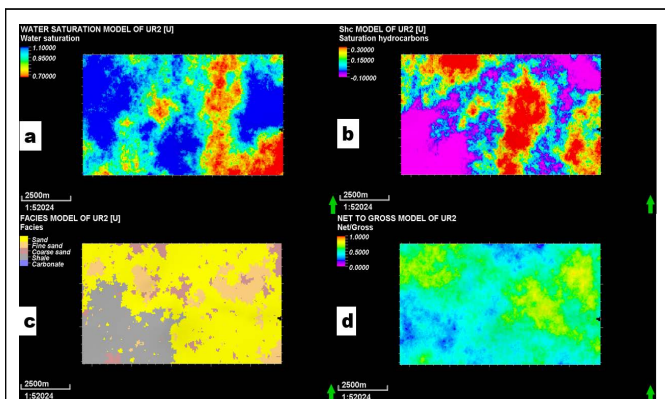 WATER SATURATION MODEL OF UR2 [U]
Water saturation
1.10000
0.95000
0.70000
a
2500m
1:52024
Shc MODEL OF UR2 [U]
Saturation hydrocarbons
0.30000
0.15000
-0.10000
b
2500m
1:52024
FACIES MODEL OF UR2 [U]
Facies
Sand
Fine sand
Coarse sand
Shale
Carbonate
c
2500m
1:52024
NET TO GROSS MODEL OF UR2
Net/Gross
1.0000
0.5000
0.0000
d
2500m
1:52024